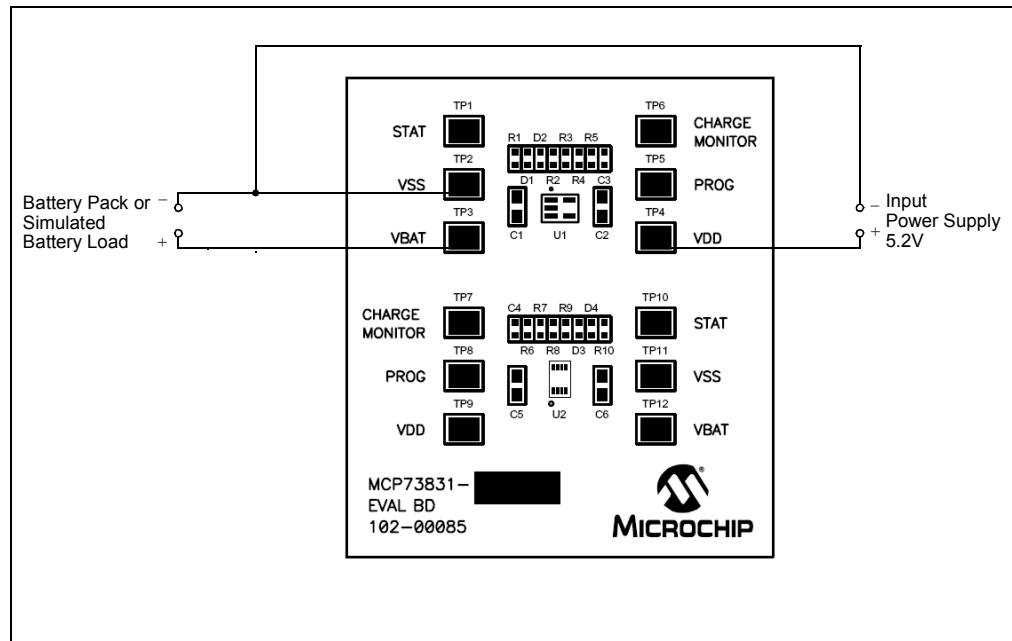 TP1
STAT
TP2
VSS
TP3
VBAT
R1 D2 R3 R5
D1 R2 R4 C3
C1 U1 C2
TP6
CHARGE
MONITOR
TP5
PROG
TP4
VDD
Battery Pack or
Simulated
Battery Load
−
+
− Input
Power Supply
+ 5.2V
TP7
CHARGE
MONITOR
TP8
PROG
TP9
VDD
C4 R7 R9 D4
R6 R8 D3 R10
C5 U2 C6
TP10
STAT
TP11
VSS
TP12
VBAT
MCP73831-
EVAL BD
102-00085
MICROCHIP
®